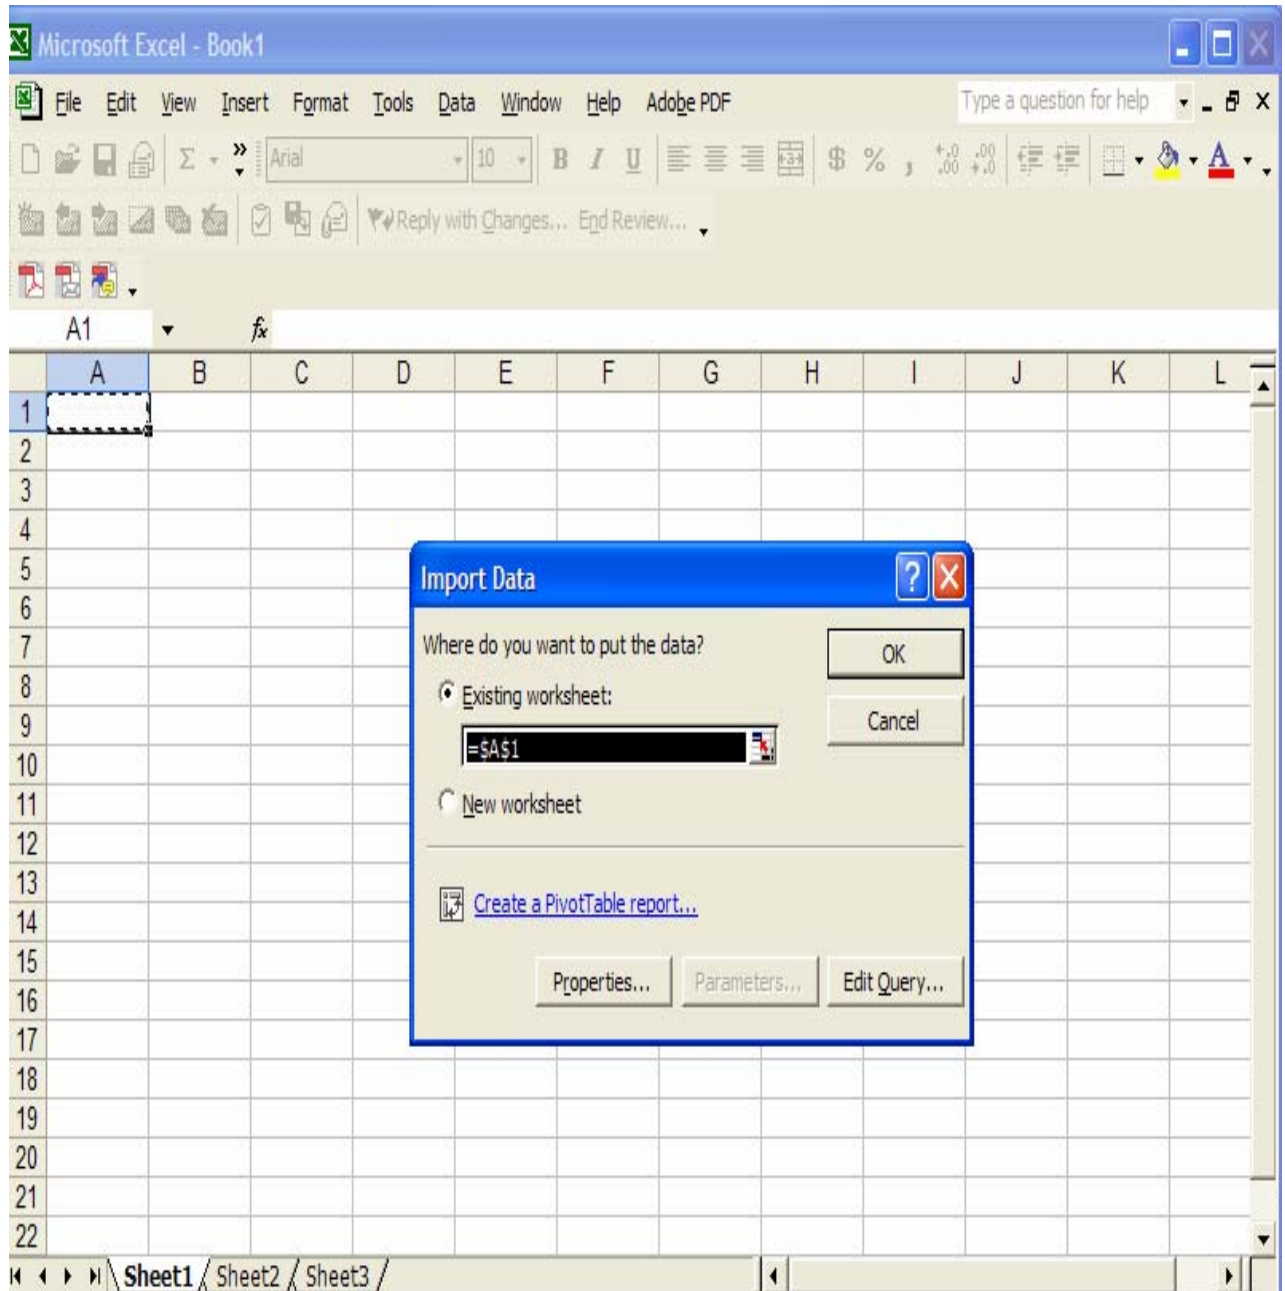 Microsoft Excel - Book1
File Edit View Insert Format Tools Data Window Help Adobe PDF Type a question for help
Σ Arial 10 B I U $ % , .00 .00 A
Reply with Changes... End Review...
A1 fx
A B C D E F G H I J K L
1
2
3
4
5
6
7
8
9
10
11
12
13
14
15
16
17
18
19
20
21
22
Import Data
Where do you want to put the data?
OK
Existing worksheet:
Cancel
=$A$1
New worksheet
Create a PivotTable report...
Properties... Parameters... Edit Query...
Sheet1 Sheet2 Sheet3